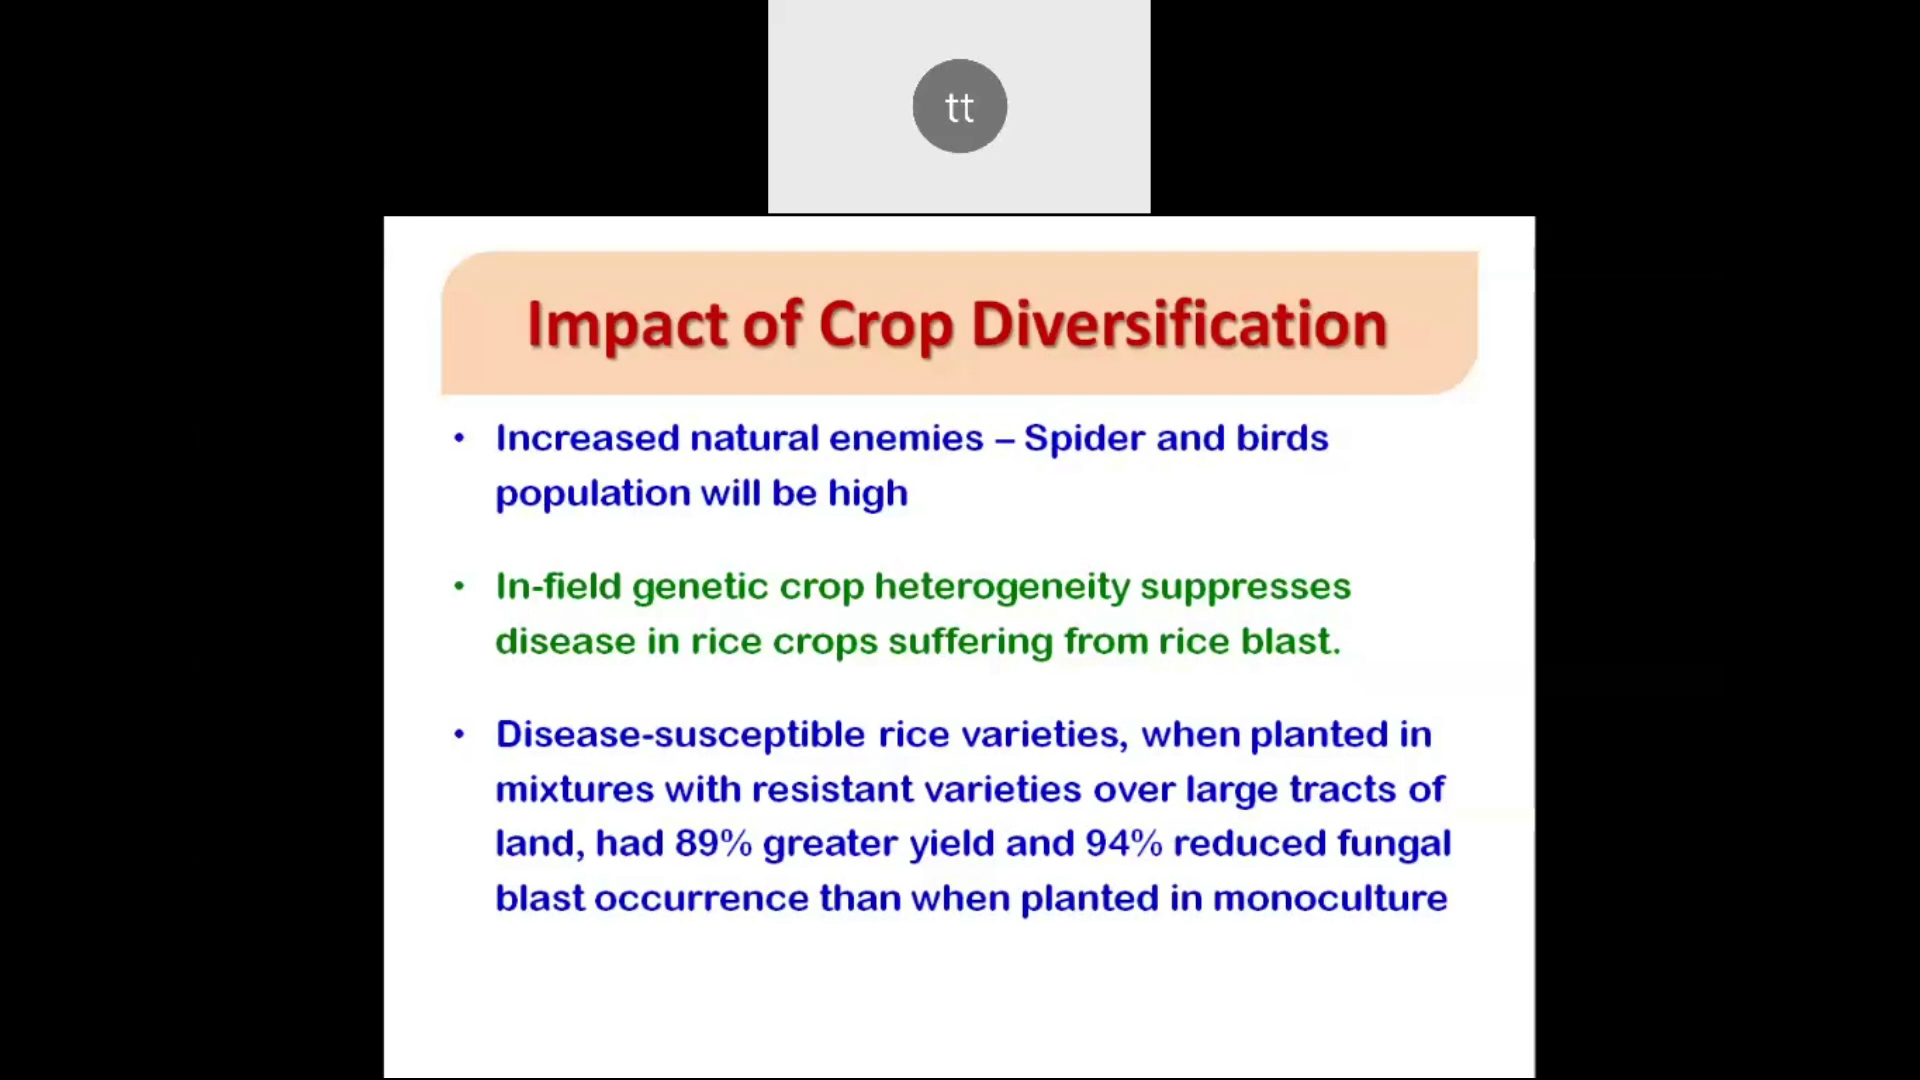 tt
Impact of Crop Diversification
• Increased natural enemies – Spider and birds
population will be high
• In-field genetic crop heterogeneity suppresses
disease in rice crops suffering from rice blast.
• Disease-susceptible rice varieties, when planted in
mixtures with resistant varieties over large tracts of
land, had 89% greater yield and 94% reduced fungal
blast occurrence than when planted in monoculture